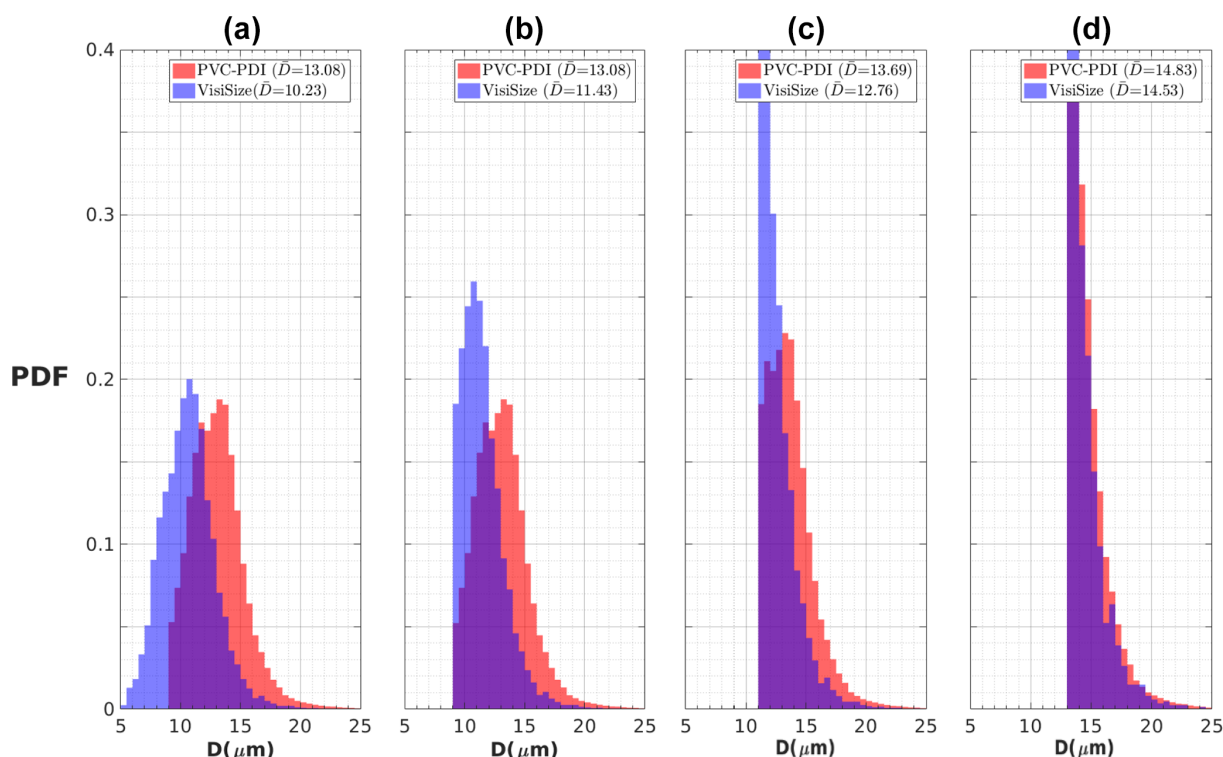 (a) (b) (c) (d)
PVC-PDI (D̄=13.08)
VisiSize(D̄=10.23)
PVC-PDI (D̄=13.08)
VisiSize (D̄=11.43)
PVC-PDI (D̄=13.69)
VisiSize (D̄=12.76)
PVC-PDI (D̄=14.83)
VisiSize (D̄=14.53)
0.4
0.3
PDF
0.2
0.1
0
5 10 15 20 25
5 10 15 20 25
5 10 15 20 25
5 10 15 20 25
D(μm)
D(μm)
D(μm)
D(μm)